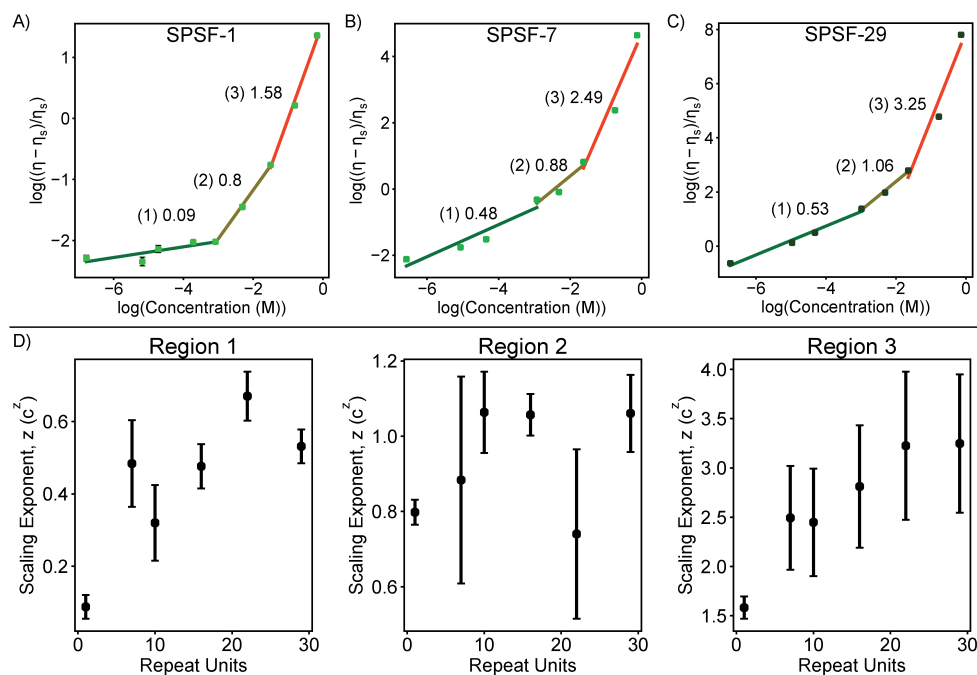 A)
SPSF-1
log((η − ηs)/ηs)
1
0
−1
−2
(1) 0.09
(2) 0.8
(3) 1.58
−6
−4
−2
0
log(Concentration (M))
B)
SPSF-7
log((η − ηs)/ηs)
4
2
0
−2
(1) 0.48
(2) 0.88
(3) 2.49
−6
−4
−2
0
log(Concentration (M))
C)
SPSF-29
log((η − ηs)/ηs)
8
6
4
2
0
(1) 0.53
(2) 1.06
(3) 3.25
−6
−4
−2
0
log(Concentration (M))
D)
Region 1
Scaling Exponent, z (cᶻ)
0.6
0.4
0.2
0
10
20
30
Repeat Units
Region 2
Scaling Exponent, z (cᶻ)
1.2
1.0
0.8
0.6
0
10
20
30
Repeat Units
Region 3
Scaling Exponent, z (cᶻ)
4.0
3.5
3.0
2.5
2.0
1.5
0
10
20
30
Repeat Units